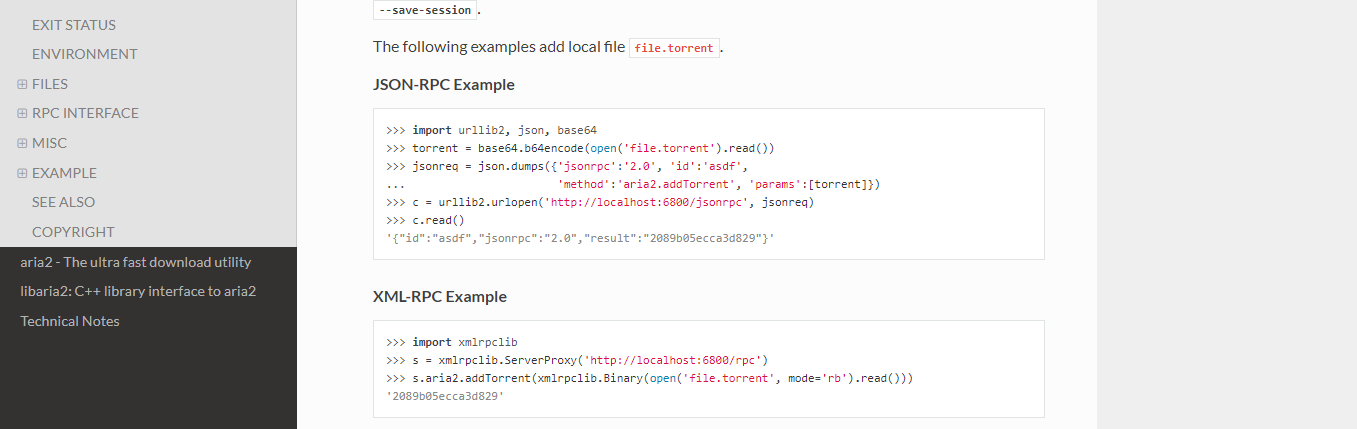 EXIT STATUS
ENVIRONMENT
FILES
RPC INTERFACE
MISC
EXAMPLE
SEE ALSO
COPYRIGHT
aria2 - The ultra fast download utility
libaria2: C++ library interface to aria2
Technical Notes
--save-session.
The following examples add local file file.torrent.
JSON-RPC Example
>>> import urllib2, json, base64
>>> torrent = base64.b64encode(open('file.torrent').read())
>>> jsonreq = json.dumps({'jsonrpc':'2.0', 'id':'asdf',
...                       'method':'aria2.addTorrent', 'params':[torrent]})
>>> c = urllib2.urlopen('http://localhost:6800/jsonrpc', jsonreq)
>>> c.read()
'{"id":"asdf","jsonrpc":"2.0","result":"2089b05ecca3d829"}'
XML-RPC Example
>>> import xmlrpclib
>>> s = xmlrpclib.ServerProxy('http://localhost:6800/rpc')
>>> s.aria2.addTorrent(xmlrpclib.Binary(open('file.torrent', mode='rb').read()))
'2089b05ecca3d829'